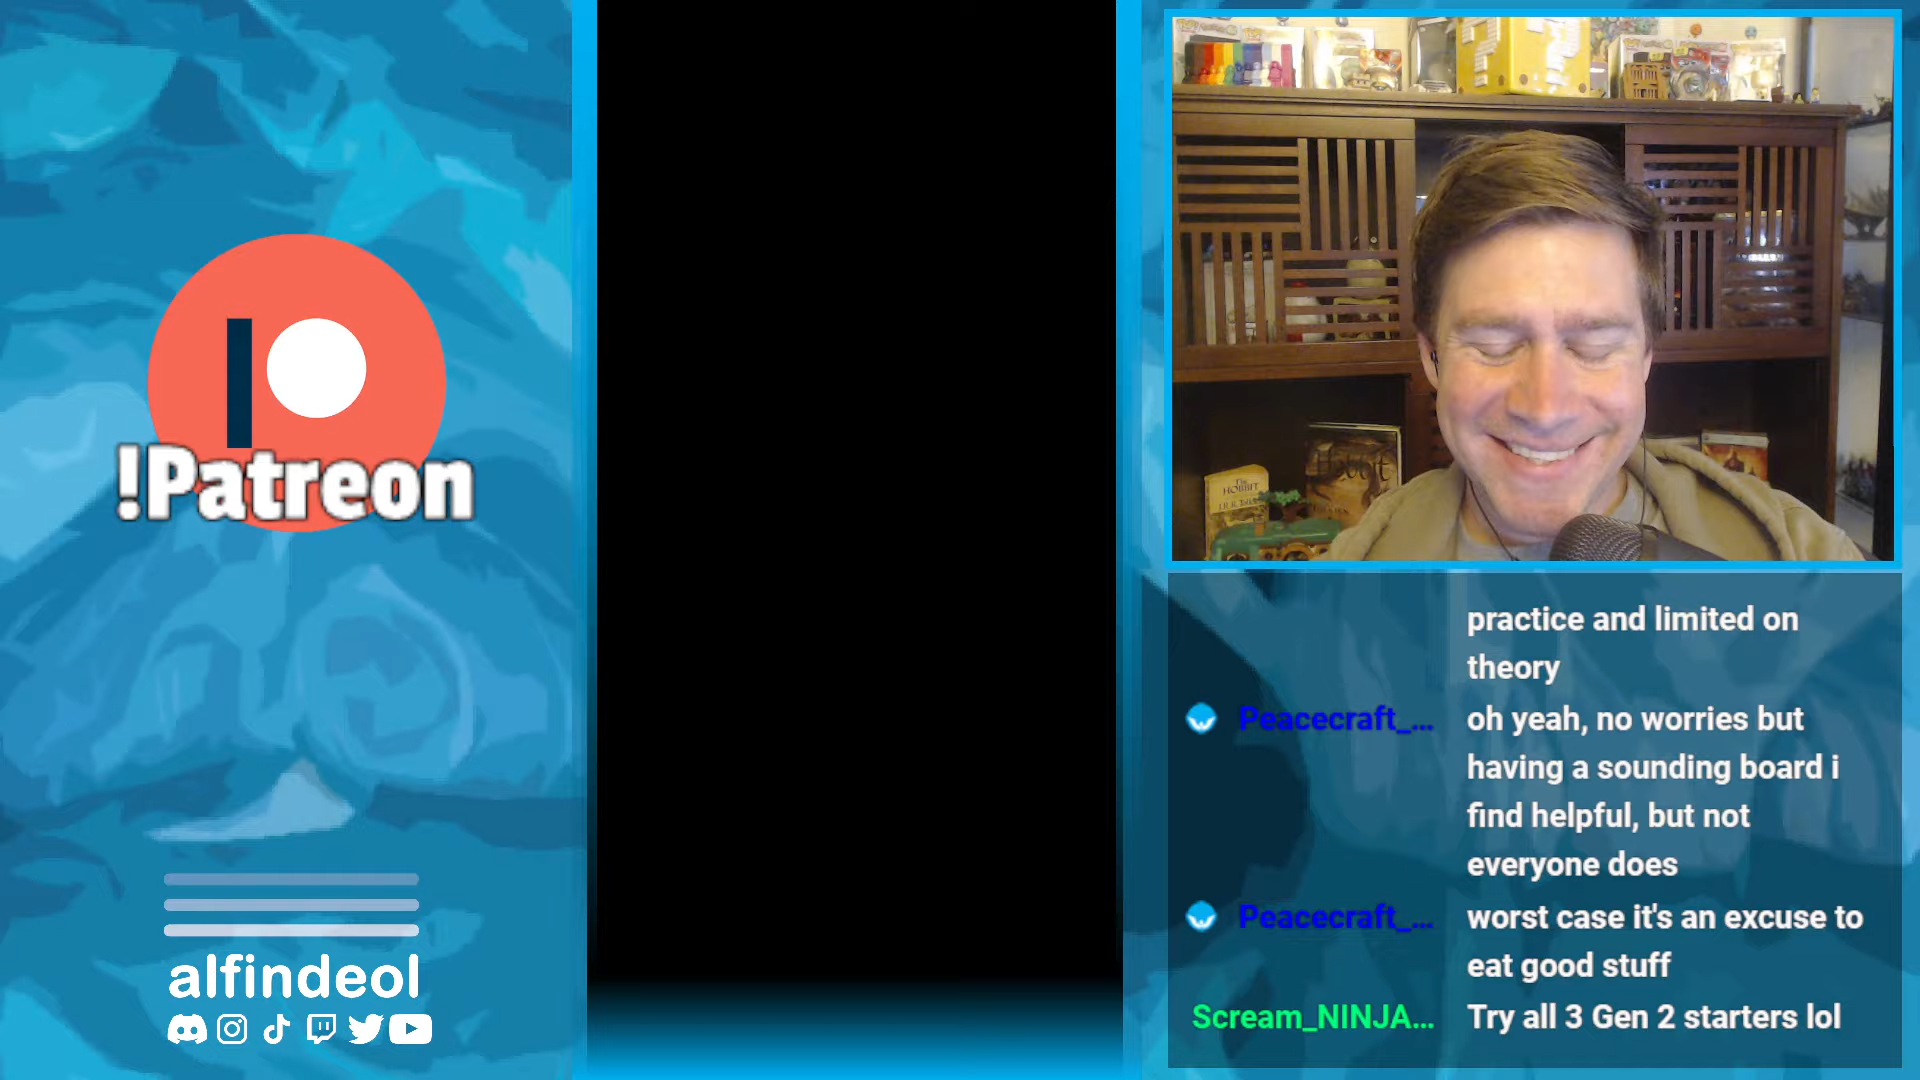 !Patreon
alfindeol
The
HOBBIT
practice and limited on
theory
Peacecraft_... oh yeah, no worries but
having a sounding board i
find helpful, but not
everyone does
Peacecraft_... worst case it's an excuse to
eat good stuff
Scream_NINJA... Try all 3 Gen 2 starters lol